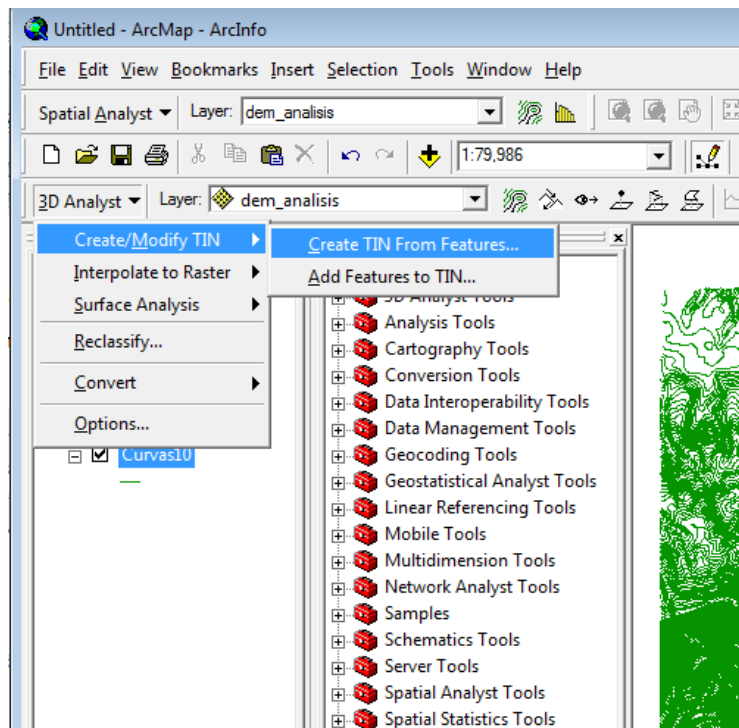 Untitled - ArcMap - ArcInfo
File Edit View Bookmarks Insert Selection Tools Window Help
Spatial Analyst Layer: dem_analisis
1:79,986
3D Analyst Layer: dem_analisis
Create/Modify TIN
Create TIN From Features...
Interpolate to Raster
Add Features to TIN...
Surface Analysis
3D Analyst Tools
Analysis Tools
Reclassify...
Cartography Tools
Convert
Conversion Tools
Data Interoperability Tools
Options...
Data Management Tools
Curvas10
Geocoding Tools
Geostatistical Analyst Tools
Linear Referencing Tools
Mobile Tools
Multidimension Tools
Network Analyst Tools
Samples
Schematics Tools
Server Tools
Spatial Analyst Tools
Spatial Statistics Tools